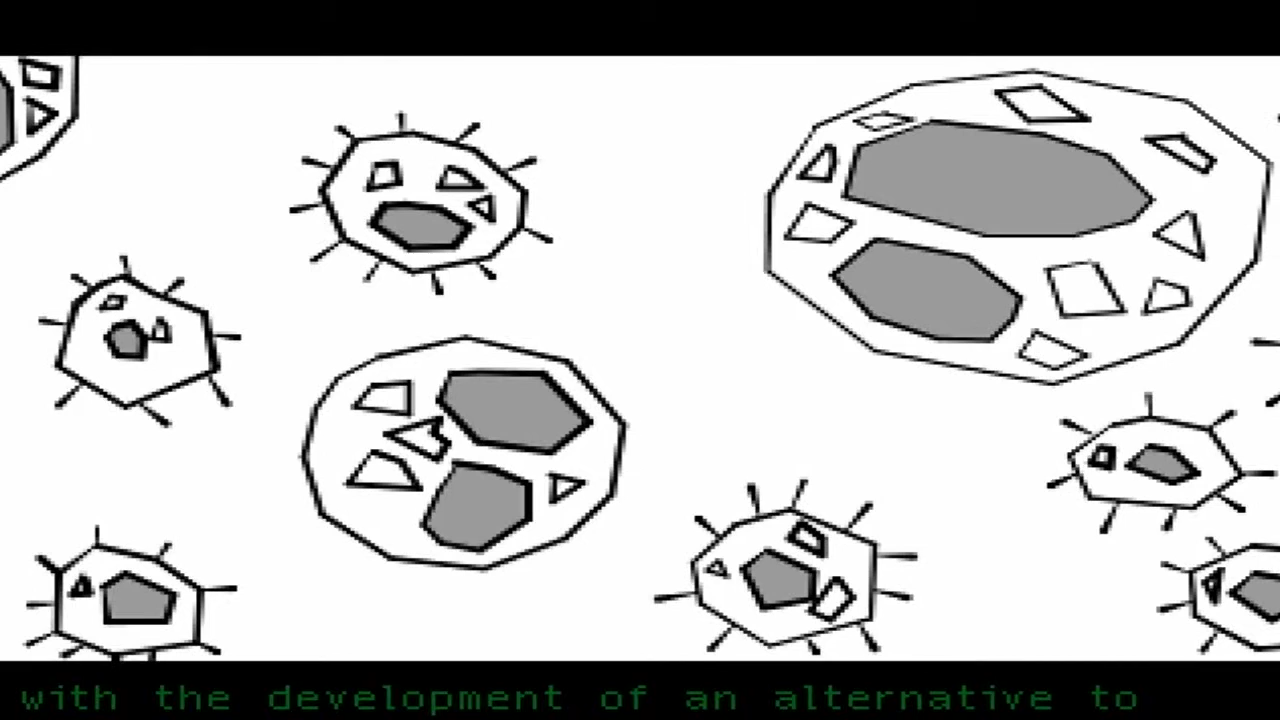 with the development of an alternative to